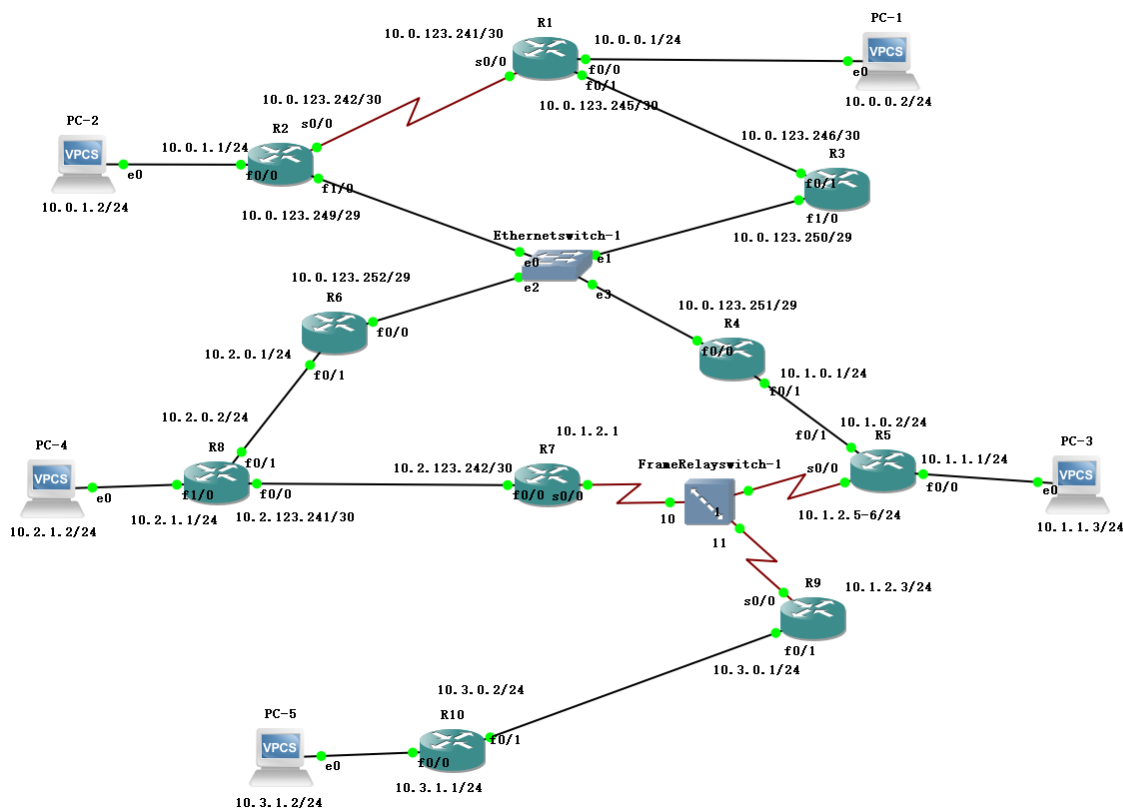 R1
PC-1
10.0.123.241/30
10.0.0.1/24
VPCS
s0/0
f0/0
e0
f0/1
10.0.123.242/30
10.0.123.245/30
10.0.0.2/24
PC-2
s0/0
R2
10.0.123.246/30
VPCS
10.0.1.1/24
R3
e0
f0/0
f0/1
f1/0
10.0.1.2/24
10.0.123.249/29
f1/0
Ethernetswitch-1
10.0.123.250/29
e0
e1
10.0.123.252/29
e2
e3
R6
10.0.123.251/29
f0/0
R4
10.2.0.1/24
f0/0
f0/1
10.1.0.1/24
f0/1
10.2.0.2/24
10.1.0.2/24
PC-4
R8
10.1.2.1
f0/1
R5
PC-3
R7
FrameRelayswitch-1
10.1.1.1/24
VPCS
f0/1
10.2.123.242/30
s0/0
VPCS
e0
f1/0
f0/0
f0/0
s0/0
f0/0
e0
10.2.1.2/24
10.2.1.1/24
10.2.123.241/30
10
1
10.1.2.5-6/24
10.1.1.3/24
11
R9
10.1.2.3/24
s0/0
f0/1
10.3.0.1/24
10.3.0.2/24
PC-5
R10
VPCS
f0/1
e0
f0/0
10.3.1.1/24
10.3.1.2/24